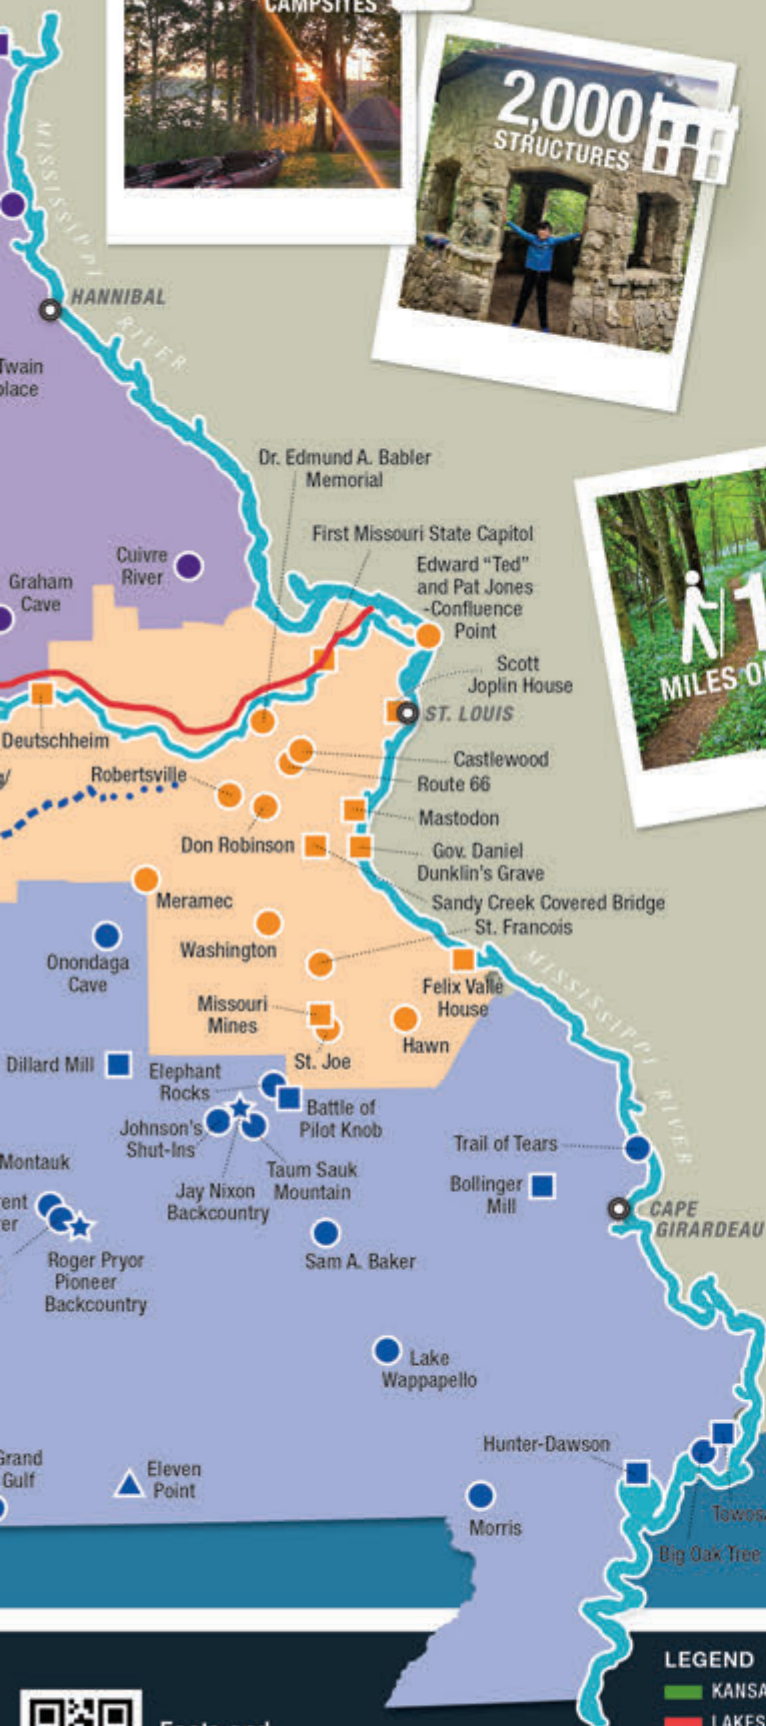 CAMPSITES
2,000
STRUCTURES
MISSISSIPPI
RIVER
HANNIBAL
Twain
place
Dr. Edmund A. Babler
Memorial
First Missouri State Capitol
Edward “Ted”
and Pat Jones
-Confluence
Point
Cuivre
River
Graham
Cave
MILES O
Scott
Joplin House
ST. LOUIS
Deutschheim
Castlewood
Robertsville
Route 66
Mastodon
Don Robinson
Gov. Daniel
Dunklin's Grave
Sandy Creek Covered Bridge
Meramec
St. Francois
Washington
Onondaga
Cave
Felix Vallé
House
MISSISSIPPI RIVER
Missouri
Mines
Hawn
St. Joe
Dillard Mill
Elephant
Rocks
Battle of
Pilot Knob
Johnson's
Shut-Ins
Trail of Tears
Montauk
Taum Sauk
Mountain
Jay Nixon
Backcountry
Bollinger
Mill
rent
er
CAPE
GIRARDEAU
Sam A. Baker
Roger Pryor
Pioneer
Backcountry
Lake
Wappapello
Hunter-Dawson
Grand
Gulf
Eleven
Point
Morris
Towos
Big Oak Tree
LEGEND
KANSA
LAKES